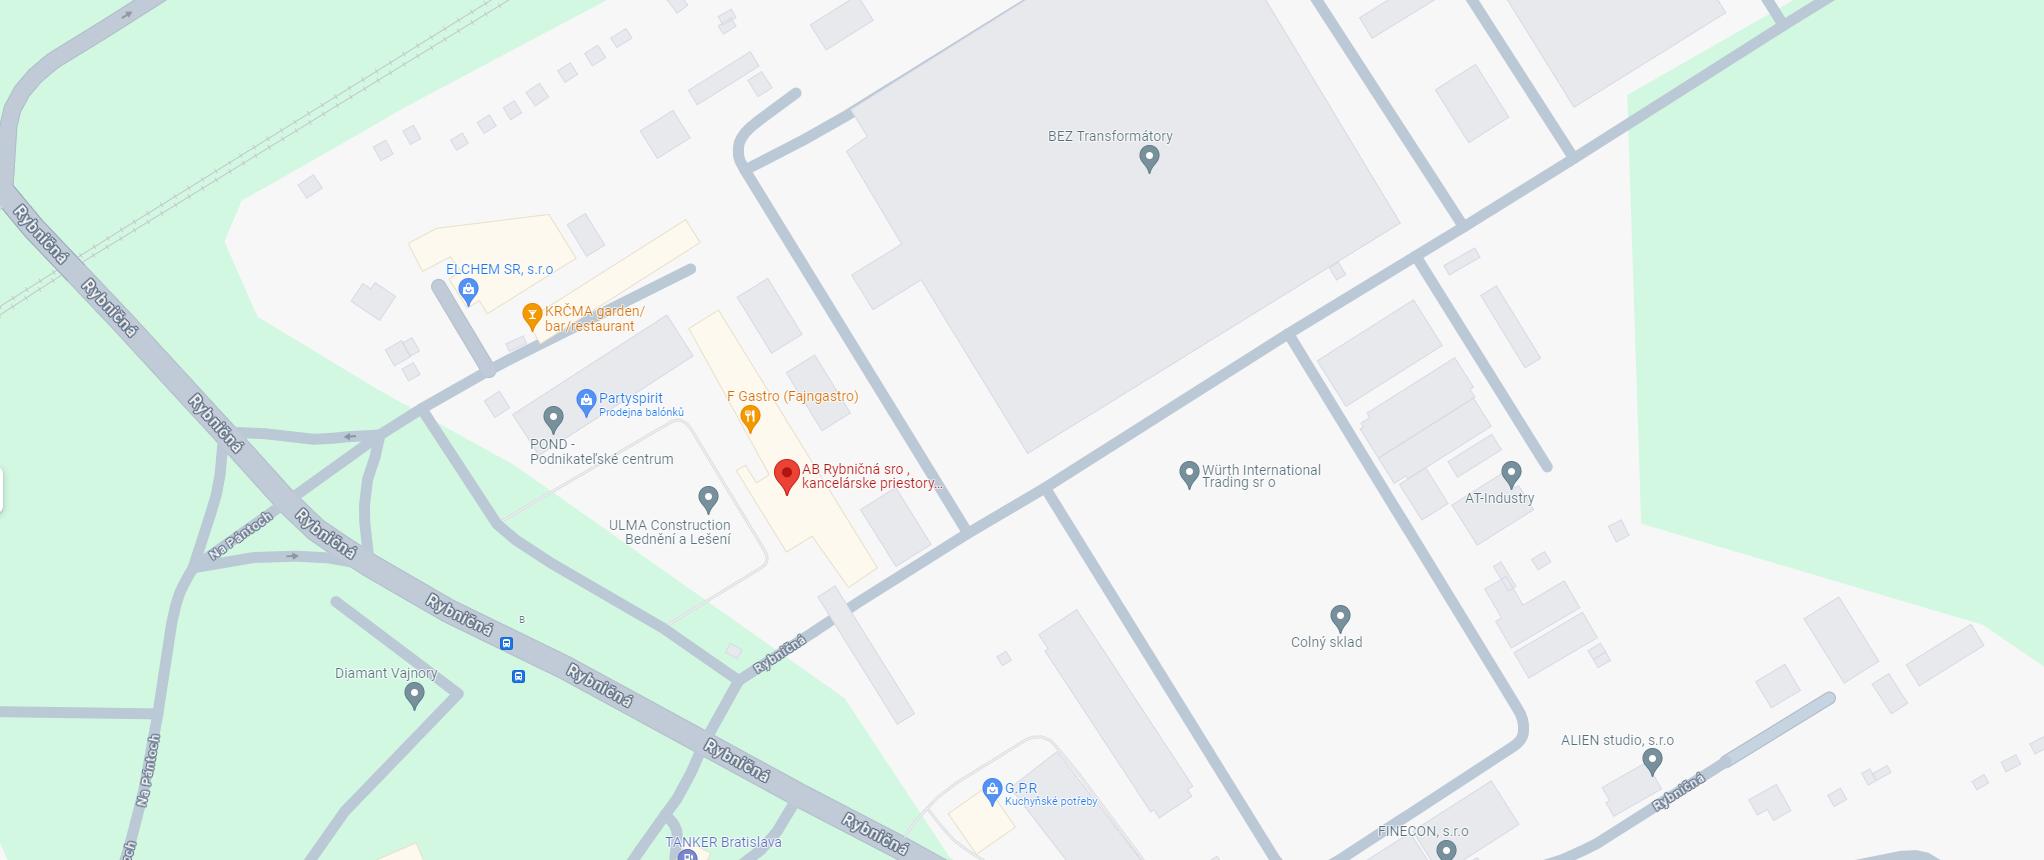 BEZ Transformátory
Rybničná
Rybničná
ELCHEM SR, s.r.o
KRČMA garden/
bar/restaurant
Rybničná
Partyspirit
Prodejna balónků
F Gastro (Fajngastro)
POND -
Podnikateľské centrum
AB Rybničná sro ,
kancelárske priestory...
Würth International
Trading sr o
AT-Industry
ULMA Construction
Bednění a Lešení
Na Pántoch
Rybničná
Rybničná
B
Colný sklad
Rybničná
Diamant Vajnory
Rybničná
Rybničná
ALIEN studio, s.r.o
Na Pántoch
G.P.R
Kuchyňské potřeby
Rybničná
Rybničná
FINECON, s.r.o
TANKER Bratislava
och